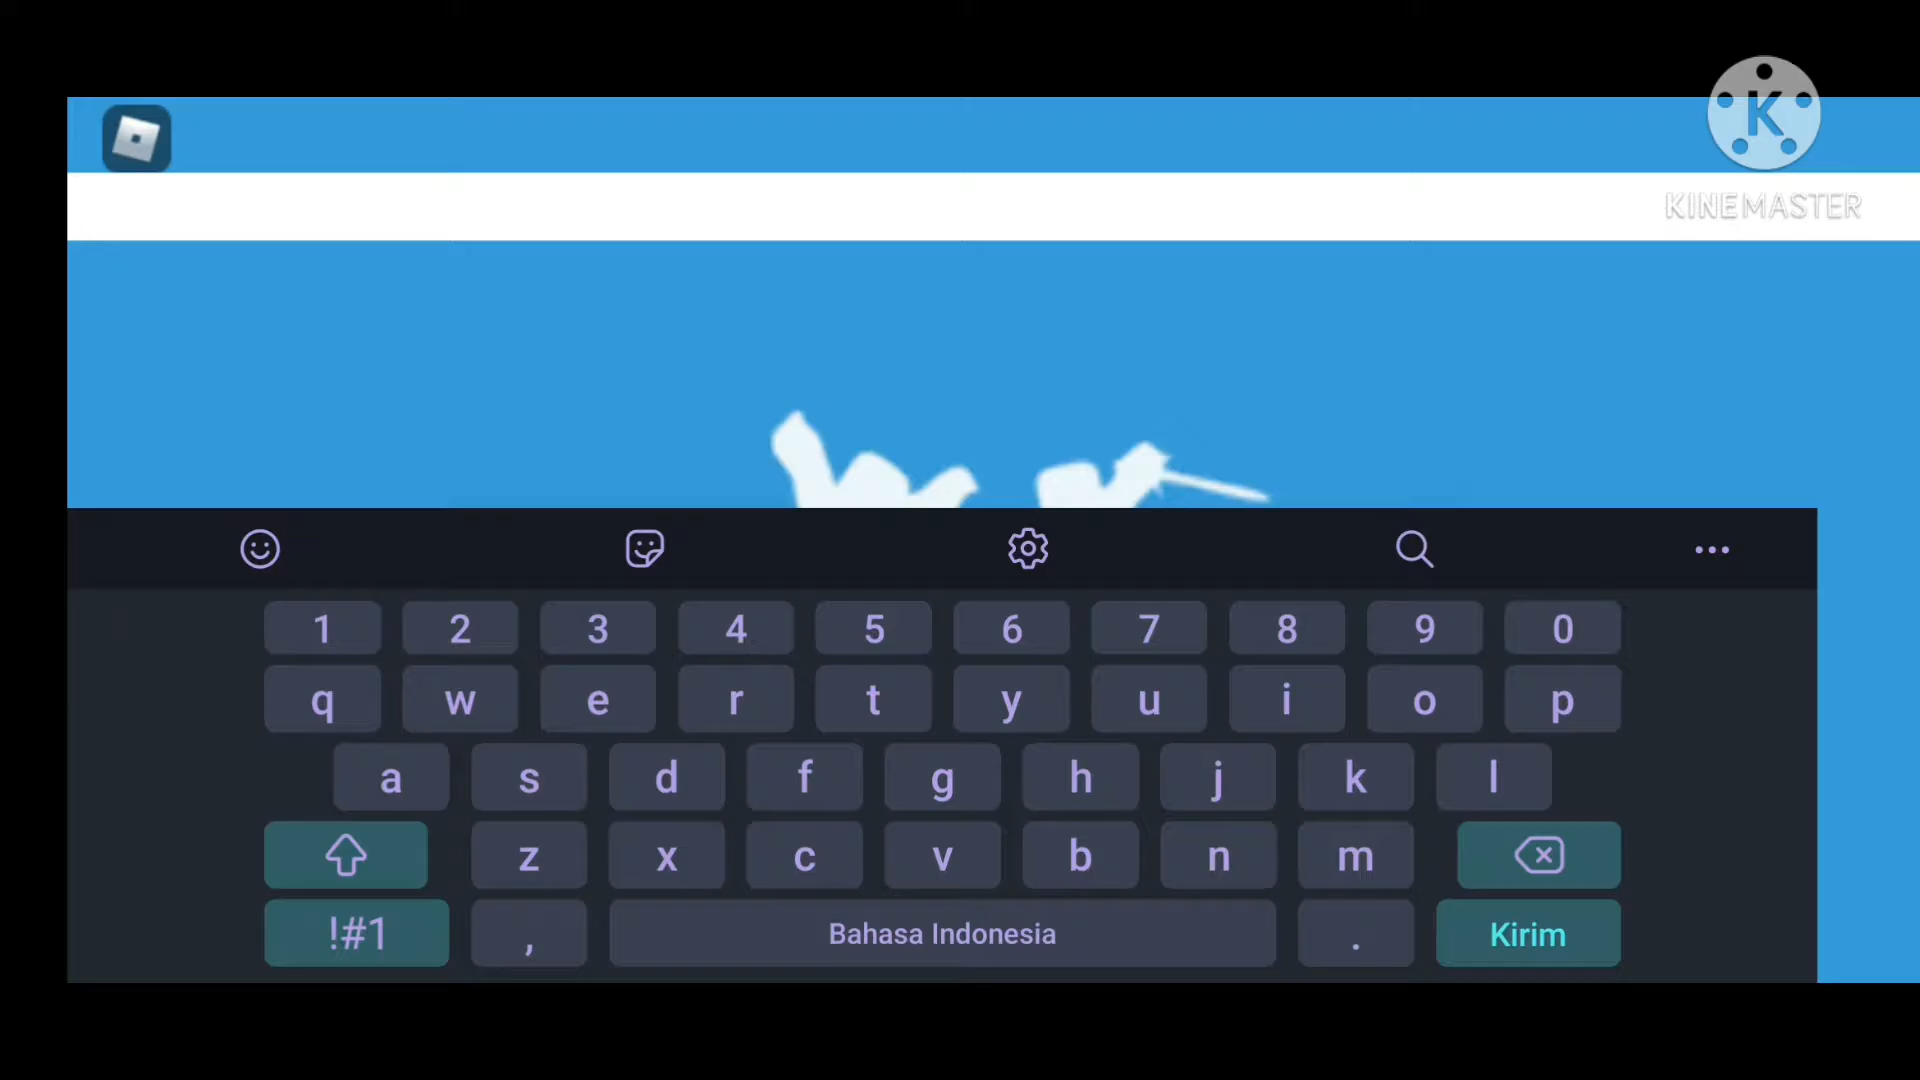 K
KINEMASTER
1 2 3 4 5 6 7 8 9 0
q w e r t y u i o p
a s d f g h j k l
z x c v b n m
!#1 , Bahasa Indonesia . Kirim